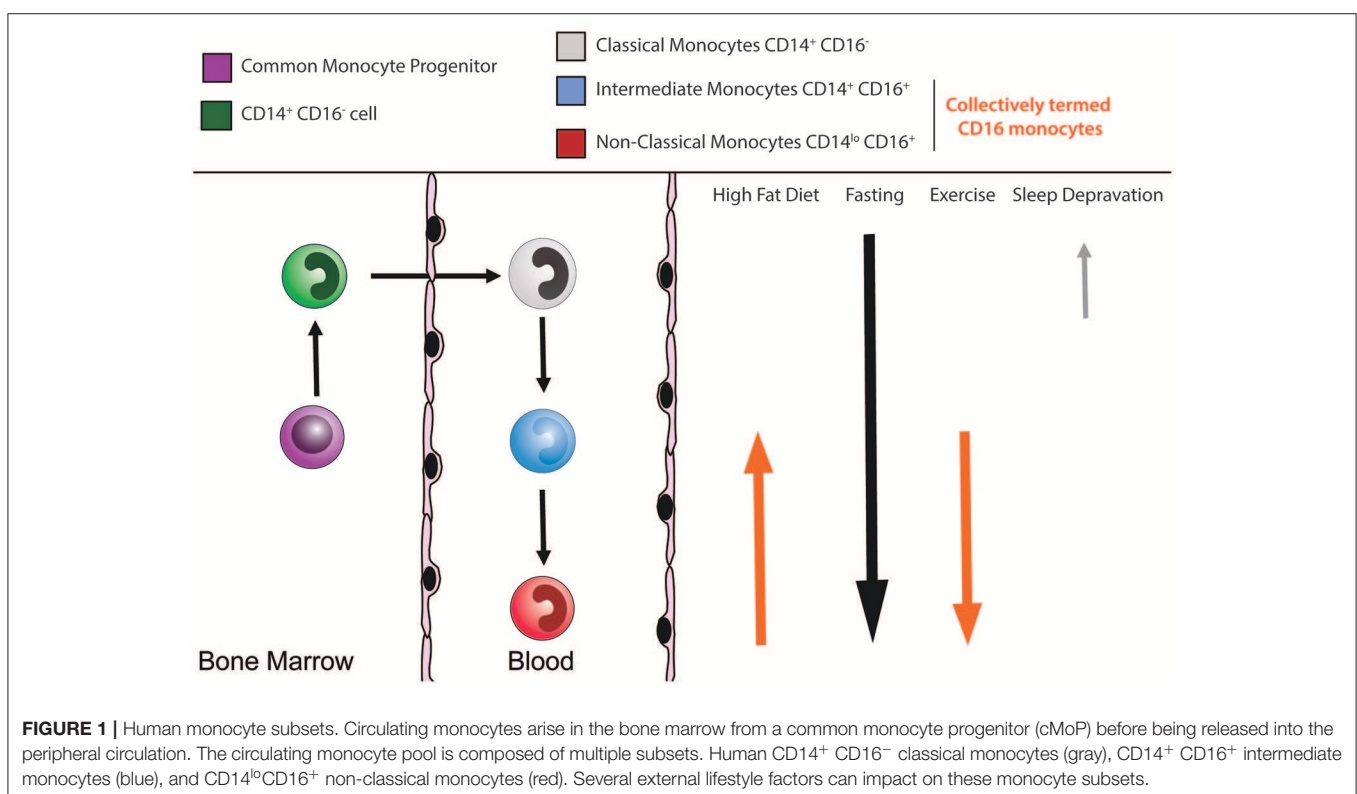 Common Monocyte Progenitor
CD14⁺ CD16⁻ cell
Classical Monocytes CD14⁺ CD16⁻
Intermediate Monocytes CD14⁺ CD16⁺
Non-Classical Monocytes CD14ˡᵒ CD16⁺
Collectively termed
CD16 monocytes
High Fat Diet Fasting Exercise Sleep Depravation
Bone Marrow Blood
FIGURE 1 | Human monocyte subsets. Circulating monocytes arise in the bone marrow from a common monocyte progenitor (cMoP) before being released into the
peripheral circulation. The circulating monocyte pool is composed of multiple subsets. Human CD14⁺ CD16⁻ classical monocytes (gray), CD14⁺ CD16⁺ intermediate
monocytes (blue), and CD14ˡᵒCD16⁺ non-classical monocytes (red). Several external lifestyle factors can impact on these monocyte subsets.